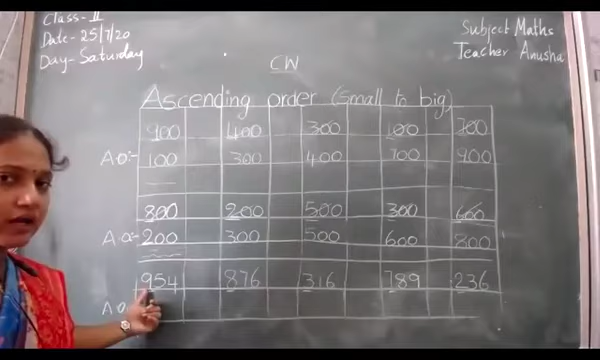 Class-II
Date- 25/7/20
Day- Saturday
Subject Maths
Teacher Anusha
CW
Ascending order (Small to big)
900 400 300 100 700
AO:- 100 300 400 700 900
800 200 500 300 600
AO:- 200 300 500 600 800
954 876 316 789 236
AO